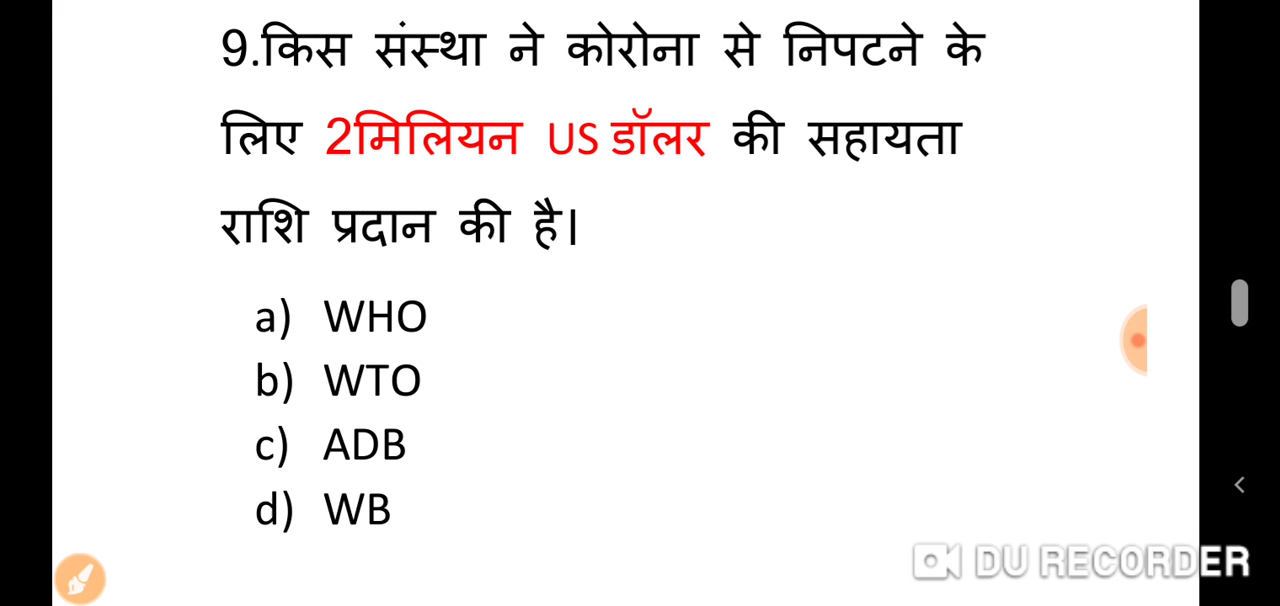 9.किस संस्था ने कोरोना से निपटने के
लिए 2मिलियन US डॉलर की सहायता
राशि प्रदान की है।
a) WHO
b) WTO
c) ADB
d) WB
DU RECORDER